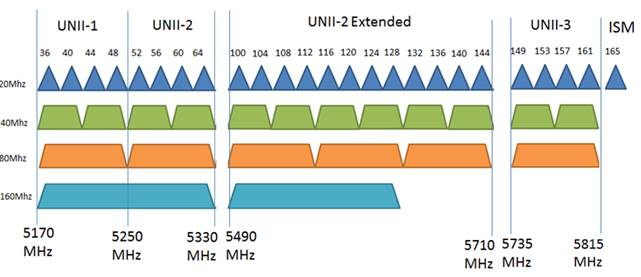 UNII-1 UNII-2 UNII-2 Extended UNII-3 ISM
36 40 44 48 52 56 60 64 100 104 108 112 116 120 124 128 132 136 140 144 149 153 157 161 165
20Mhz
40Mhz
80Mhz
160Mhz
5170 5250 5330 5490 5710 5735 5815
MHz MHz MHz MHz MHz MHz MHz